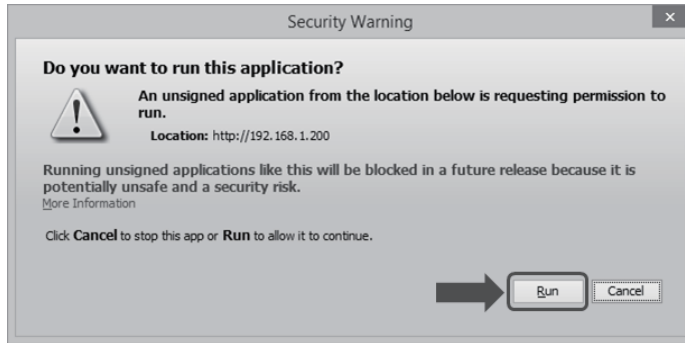 Security Warning
Do you want to run this application?
An unsigned application from the location below is requesting permission to
run.
Location: http://192.168.1.200
Running unsigned applications like this will be blocked in a future release because it is
potentially unsafe and a security risk.
More Information
Click Cancel to stop this app or Run to allow it to continue.
Run
Cancel